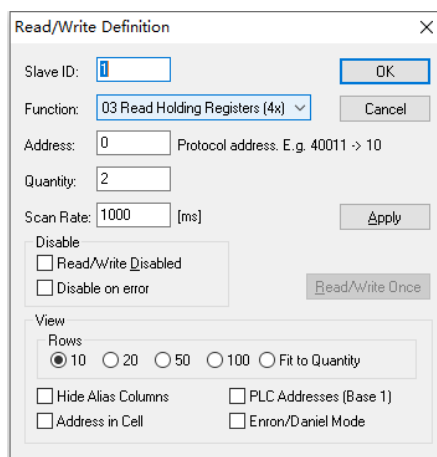 Read/Write Definition
Slave ID: 1 OK
Function: 03 Read Holding Registers (4x) Cancel
Address: 0 Protocol address. E.g. 40011 -> 10
Quantity: 2
Scan Rate: 1000 [ms] Apply
Disable
Read/Write Disabled
Disable on error
Read/Write Once
View
Rows
10 20 50 100 Fit to Quantity
Hide Alias Columns PLC Addresses (Base 1)
Address in Cell Enron/Daniel Mode